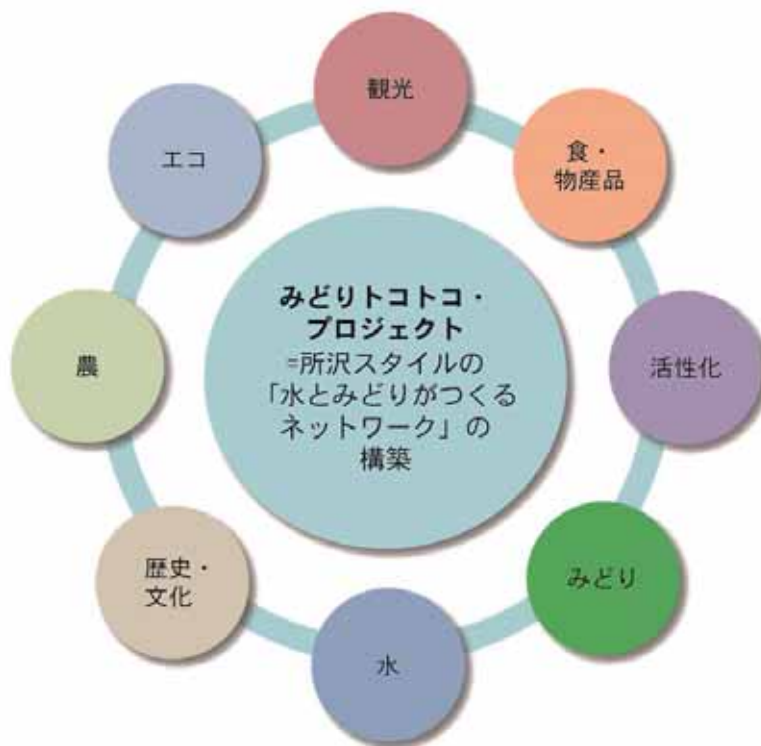 観光
食・
物産品
活性化
みどり
水
歴史・
文化
農
エコ
みどりトコトコ・
プロジェクト
=所沢スタイルの
「水とみどりがつくる
ネットワーク」の
構築